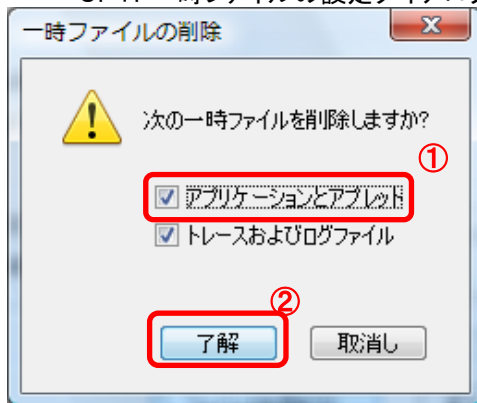 一時ファイルの削除
次の一時ファイルを削除しますか?
①
アプリケーションとアプレット
トレースおよびログファイル
②
了解 取消し